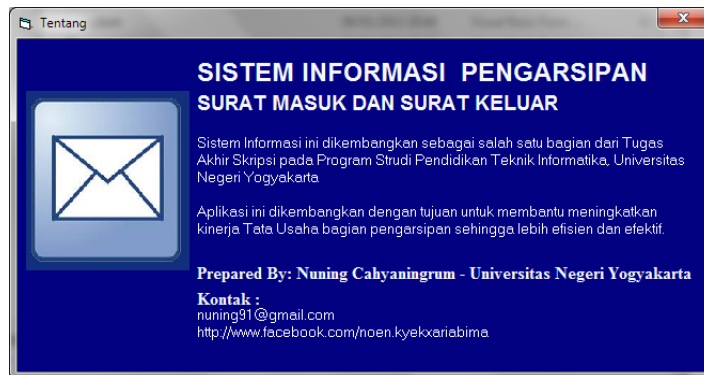 Tentang
SISTEM INFORMASI PENGARSIPAN
SURAT MASUK DAN SURAT KELUAR
Sistem Informasi ini dikembangkan sebagai salah satu bagian dari Tugas
Akhir Skripsi pada Program Strudi Pendidikan Teknik Informatika, Universitas
Negeri Yogyakarta
Aplikasi ini dikembangkan dengan tujuan untuk membantu meningkatkan
kinerja Tata Usaha bagian pengarsipan sehingga lebih efisien dan efektif.
Prepared By: Nuning Cahyaningrum - Universitas Negeri Yogyakarta
Kontak :
nuning91@gmail.com
http://www.facebook.com/noen.kyekxariabima